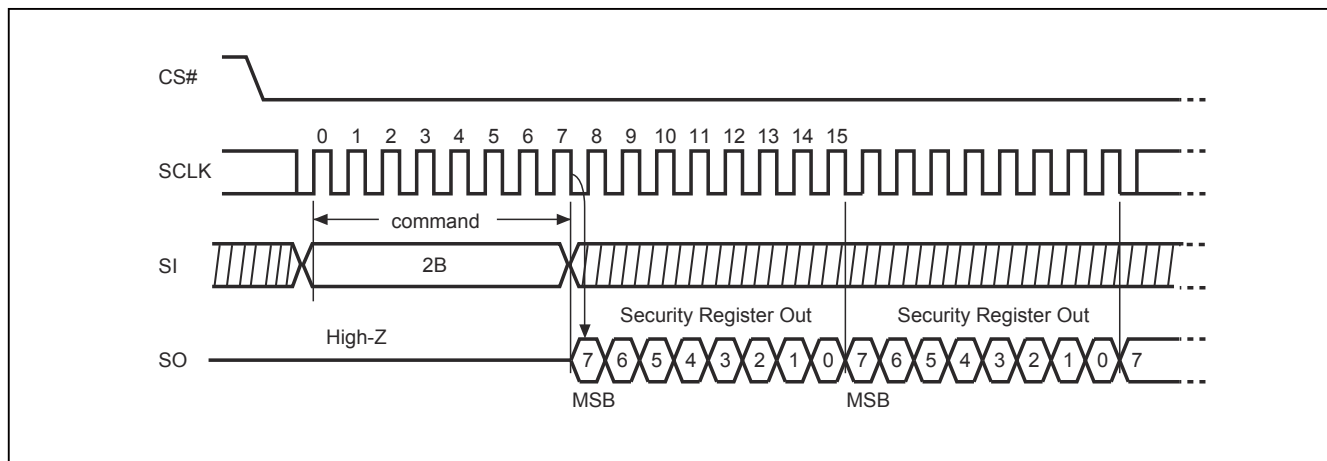 CS#
0 1 2 3 4 5 6 7 8 9 10 11 12 13 14 15
SCLK
command
SI
2B
Security Register Out Security Register Out
High-Z
SO
7 6 5 4 3 2 1 0 7 6 5 4 3 2 1 0 7
MSB MSB